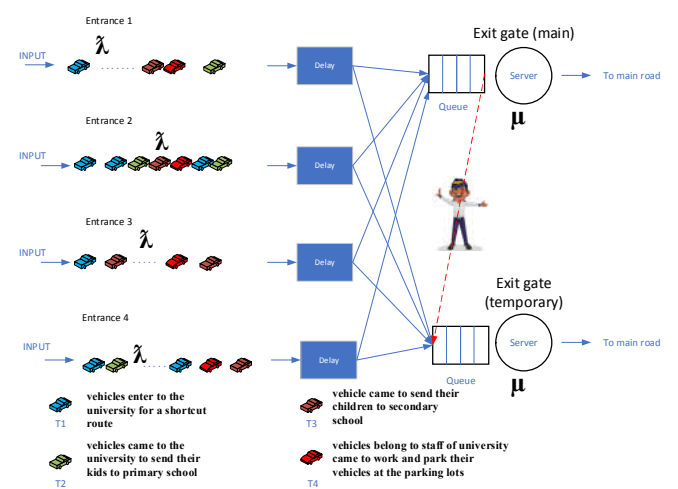 Entrance 1
Exit gate (main)
λ̃
INPUT
Delay
Server
To main road
Queue
μ
Entrance 2
λ̃
INPUT
Delay
Entrance 3
λ̃
INPUT
Delay
Exit gate
(temporary)
Entrance 4
λ̃
INPUT
Delay
Server
To main road
Queue
μ
vehicles enter to the
university for a shortcut
route
T1
vehicle came to send their
children to secondary
school
T3
vehicles came to the
university to send their
kids to primary school
T2
vehicles belong to staff of university
came to work and park their
vehicles at the parking lots
T4